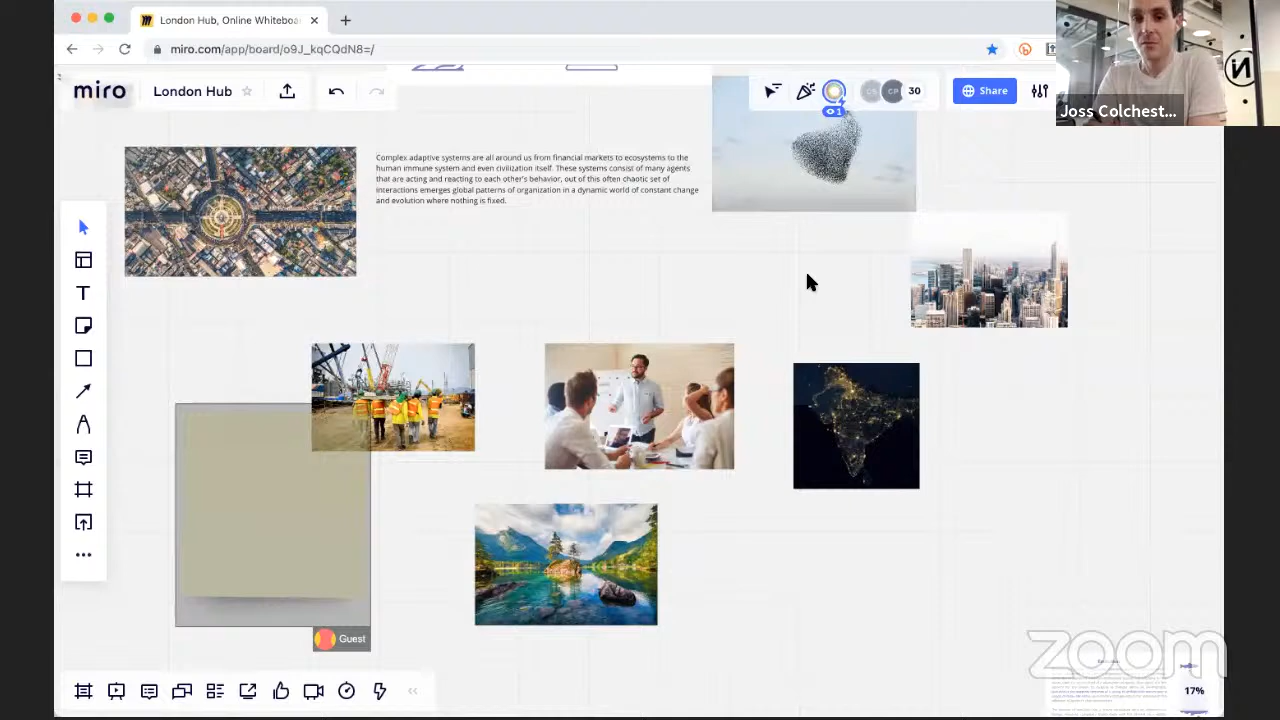 London Hub, Online Whiteboa
miro.com/app/board/o9J_kqCQdN8=/
miro
London Hub
CS
CP
30
1
Share
Joss Colchest...
Complex adaptive systems are all around us from financial markets to ecosystems to the
human immune system and even civilization itself. These systems consist of many agents
that are acting and reacting to each other's behavior, out of this often chaotic set of
interactions emerges global patterns of organization in a dynamic world of constant change
and evolution where nothing is fixed.
T
Guest
zoom
17%